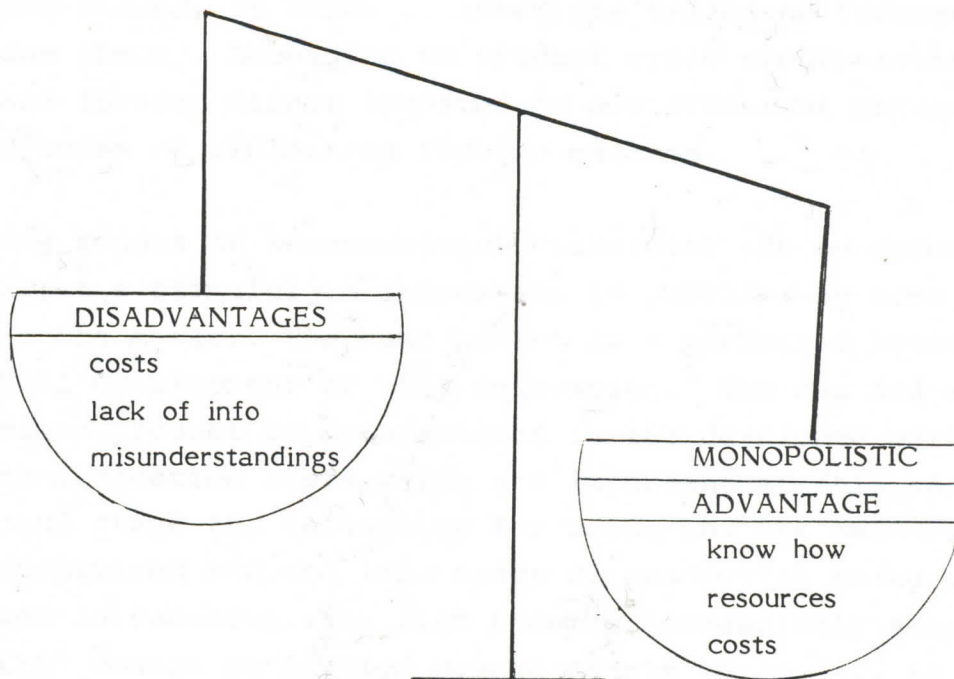 DISADVANTAGES
costs
lack of info
misunderstandings
MONOPOLISTIC
ADVANTAGE
know how
resources
costs